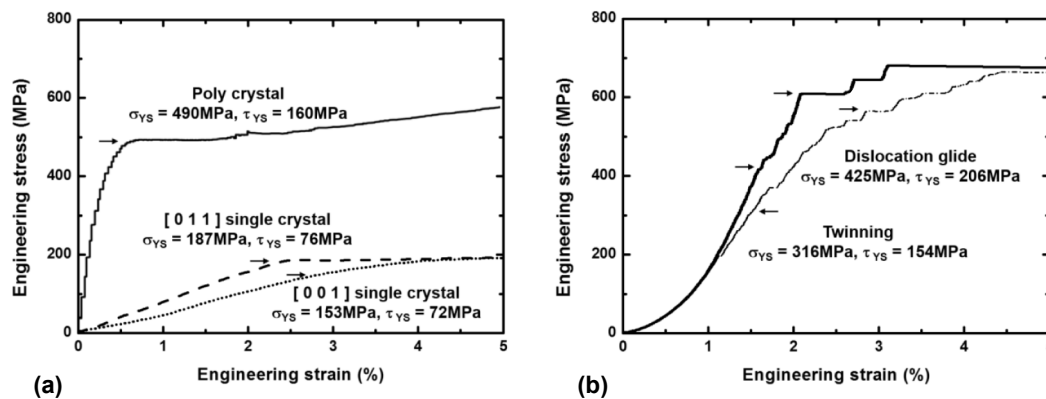 800
600
400
200
0
Engineering stress (MPa)
Poly crystal
σYS = 490MPa, τYS = 160MPa
[ 0 1 1 ] single crystal
σYS = 187MPa, τYS = 76MPa
[ 0 0 1 ] single crystal
σYS = 153MPa, τYS = 72MPa
0 1 2 3 4 5
Engineering strain (%)
(a)
800
600
400
200
0
Engineering stress (MPa)
Dislocation glide
σYS = 425MPa, τYS = 206MPa
Twinning
σYS = 316MPa, τYS = 154MPa
0 1 2 3 4
Engineering strain (%)
(b)